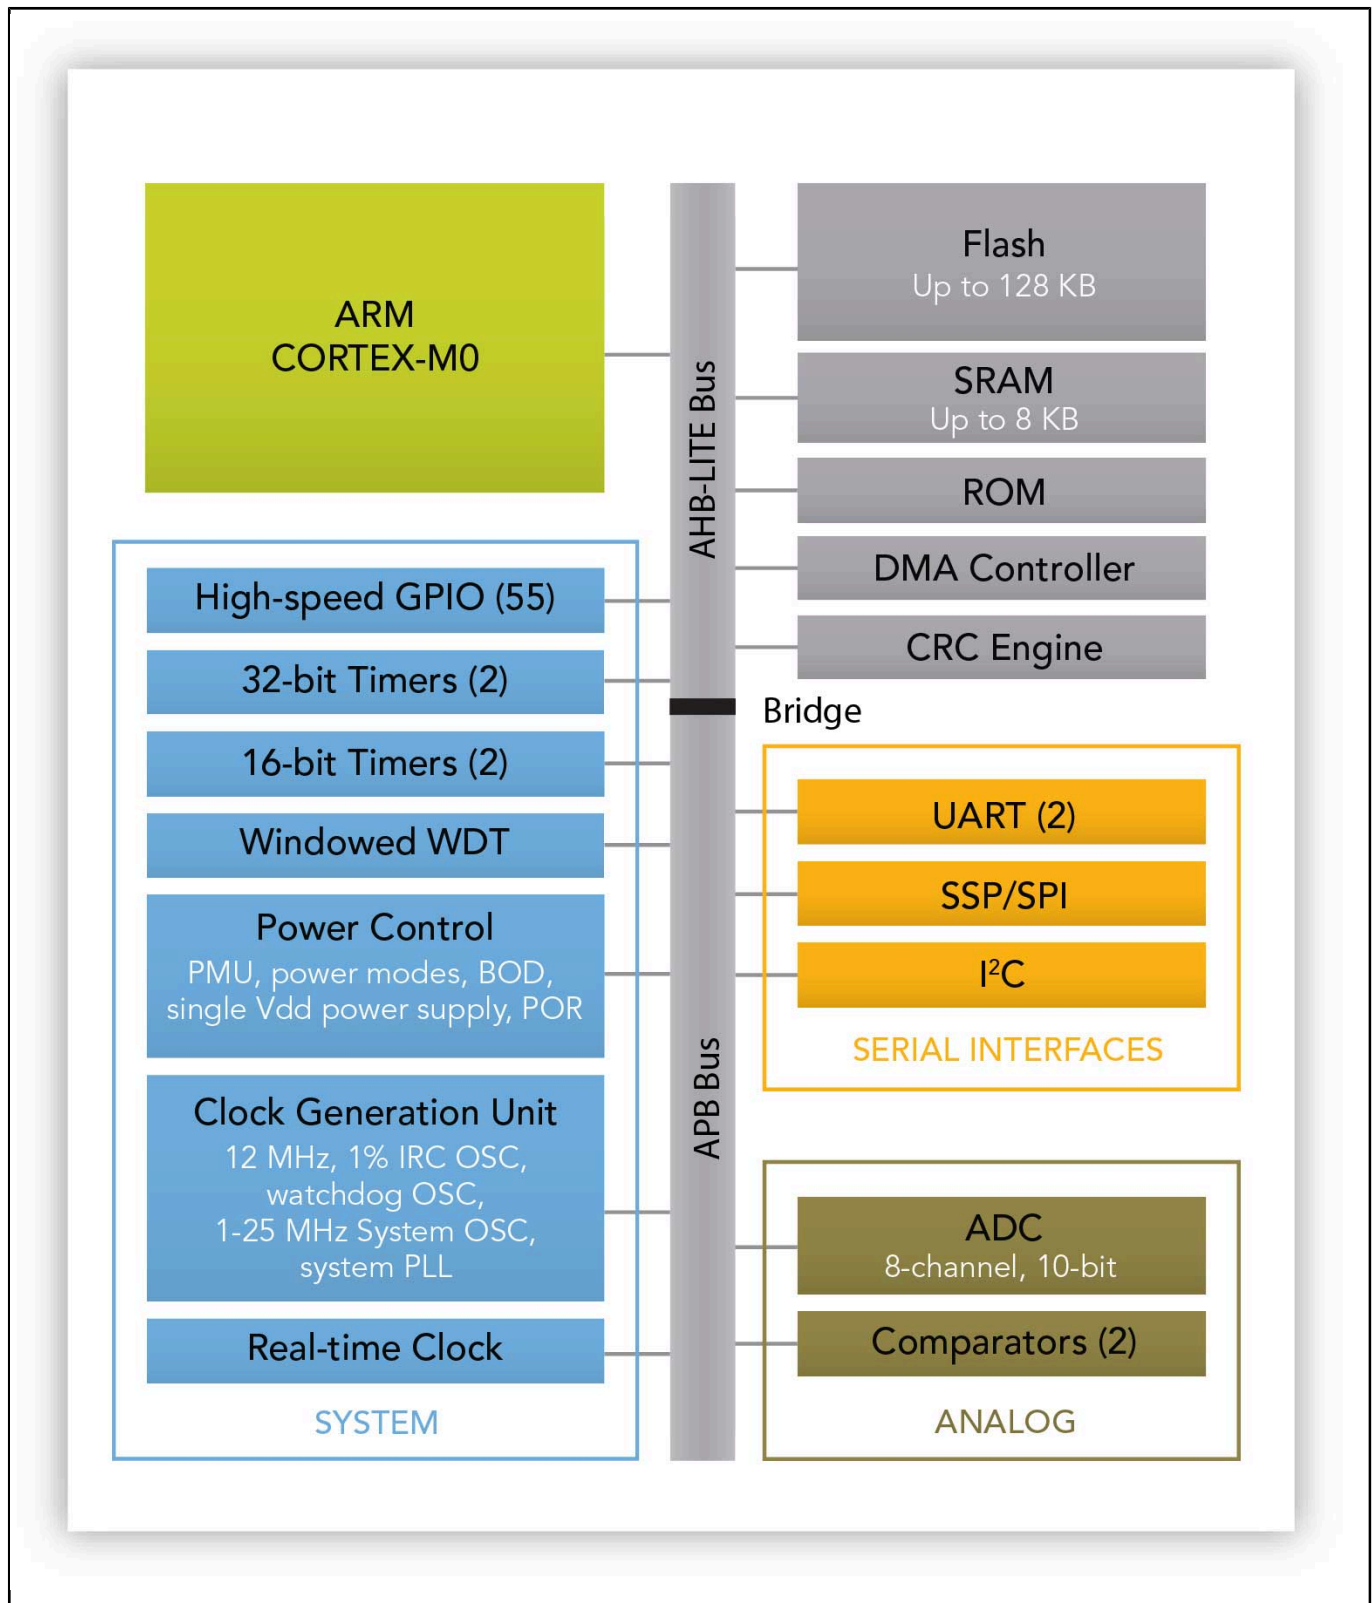 ARM
CORTEX-M0
AHB-LITE Bus
Flash
Up to 128 KB
SRAM
Up to 8 KB
ROM
DMA Controller
CRC Engine
Bridge
High-speed GPIO (55)
32-bit Timers (2)
16-bit Timers (2)
Windowed WDT
Power Control
PMU, power modes, BOD,
single Vdd power supply, POR
Clock Generation Unit
12 MHz, 1% IRC OSC,
watchdog OSC,
1-25 MHz System OSC,
system PLL
Real-time Clock
SYSTEM
APB Bus
UART (2)
SSP/SPI
I²C
SERIAL INTERFACES
ADC
8-channel, 10-bit
Comparators (2)
ANALOG